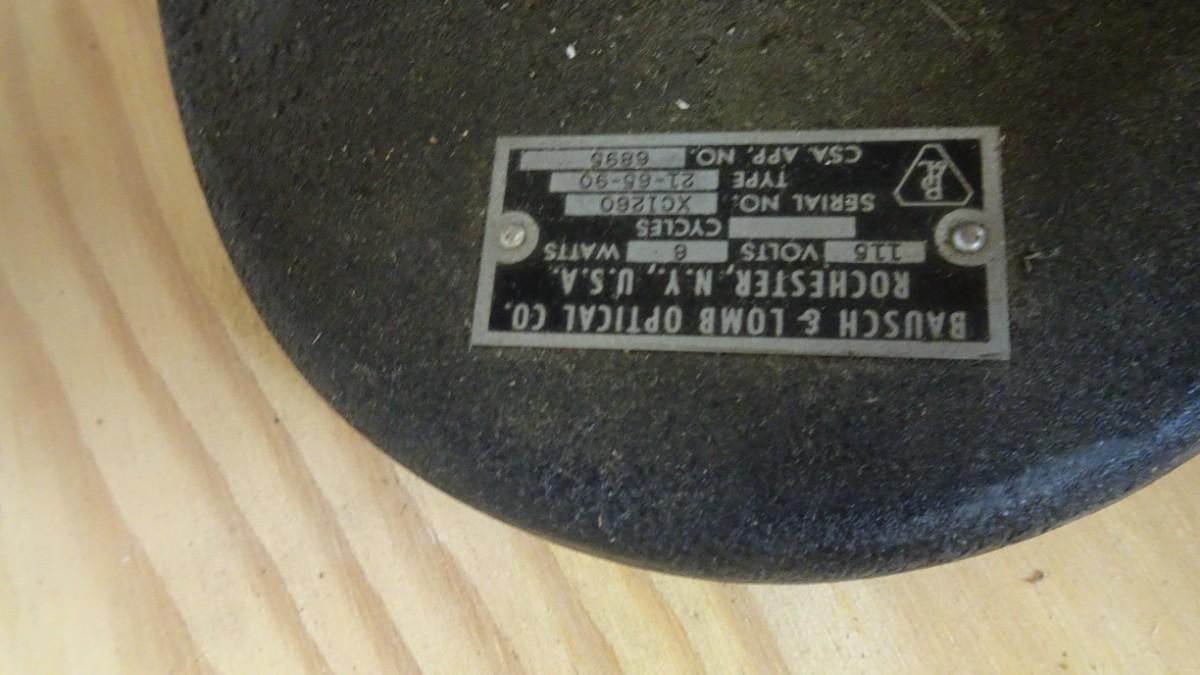 BAUSCH & LOMB OPTICAL CO.
ROCHESTER, N.Y., U.S.A.
115 VOLTS 6 WATTS
CYCLES
SERIAL NO. XC1260
TYPE 21-65-90
CSA. APP. NO. 6895